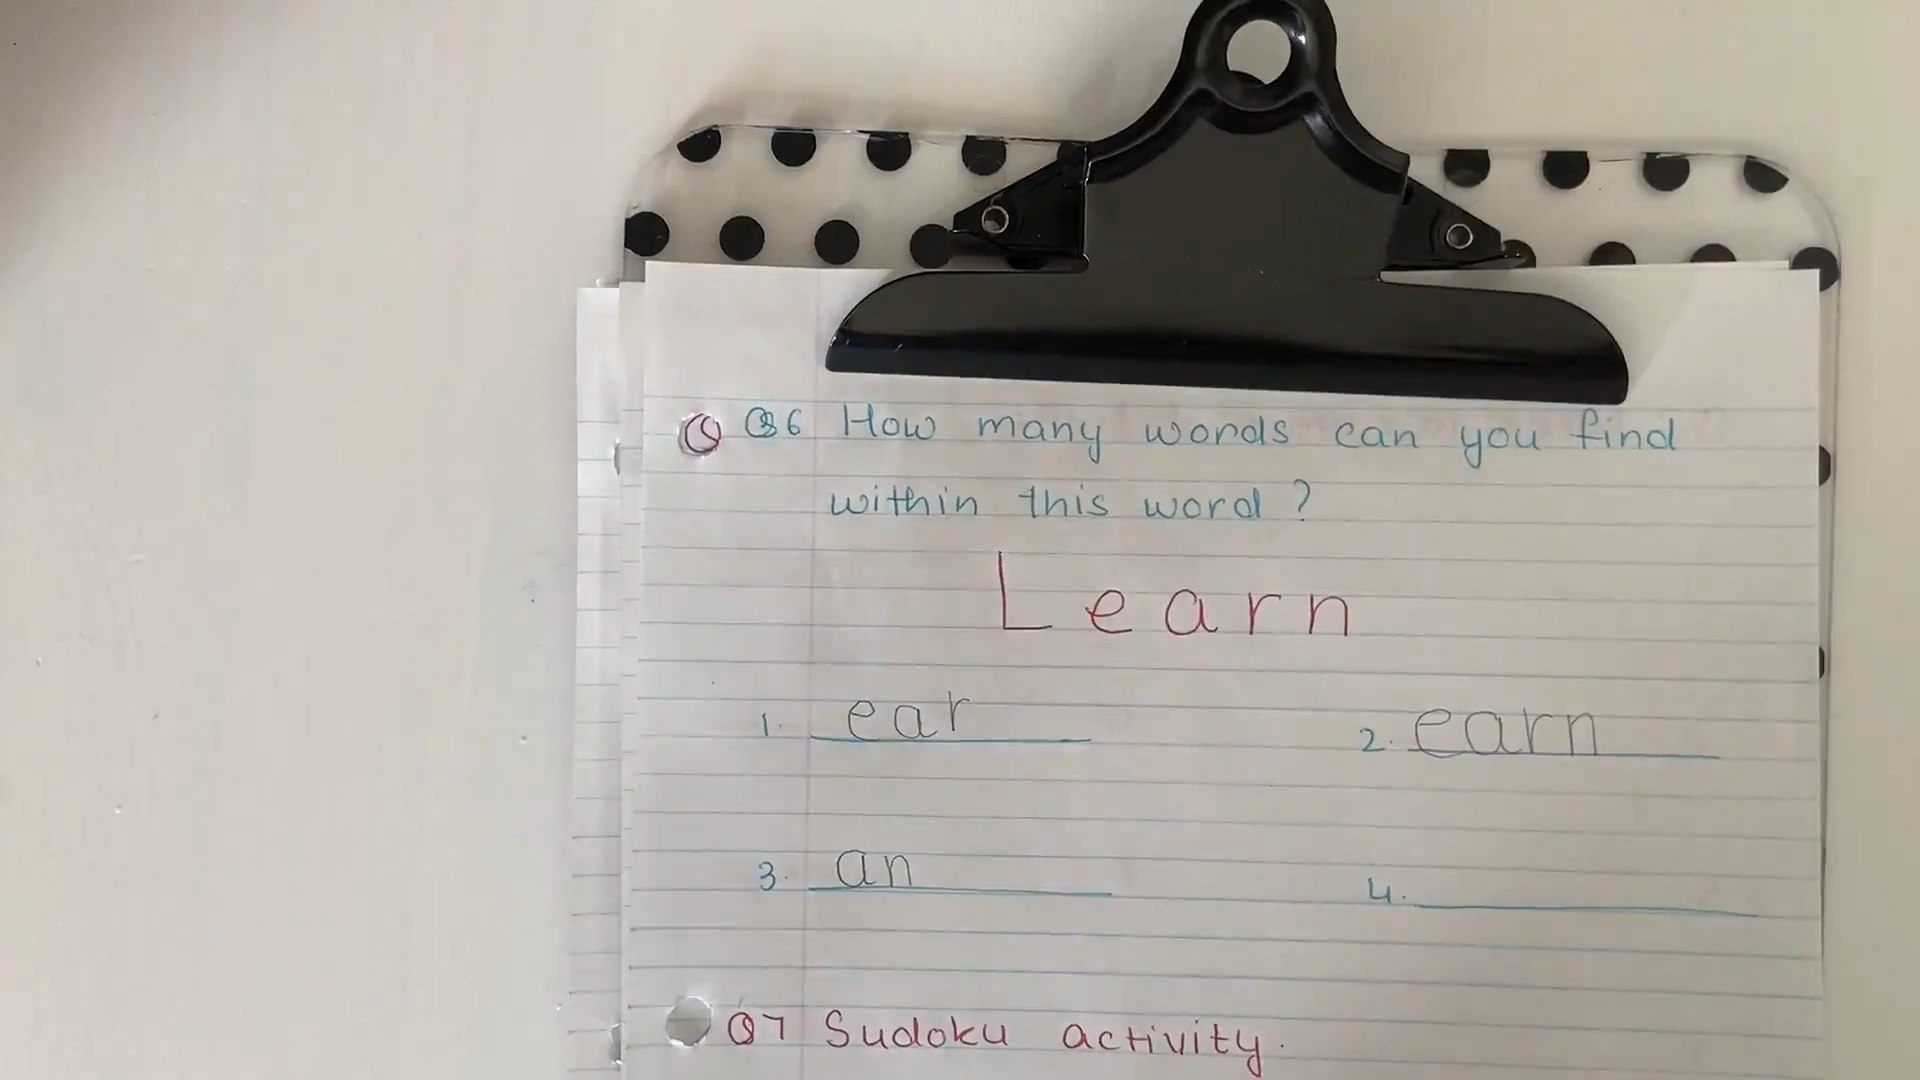 Q6 How many words can you find
within this word?
Learn
1. ear 2. earn
3. an 4.
Q7 Sudoku activity.